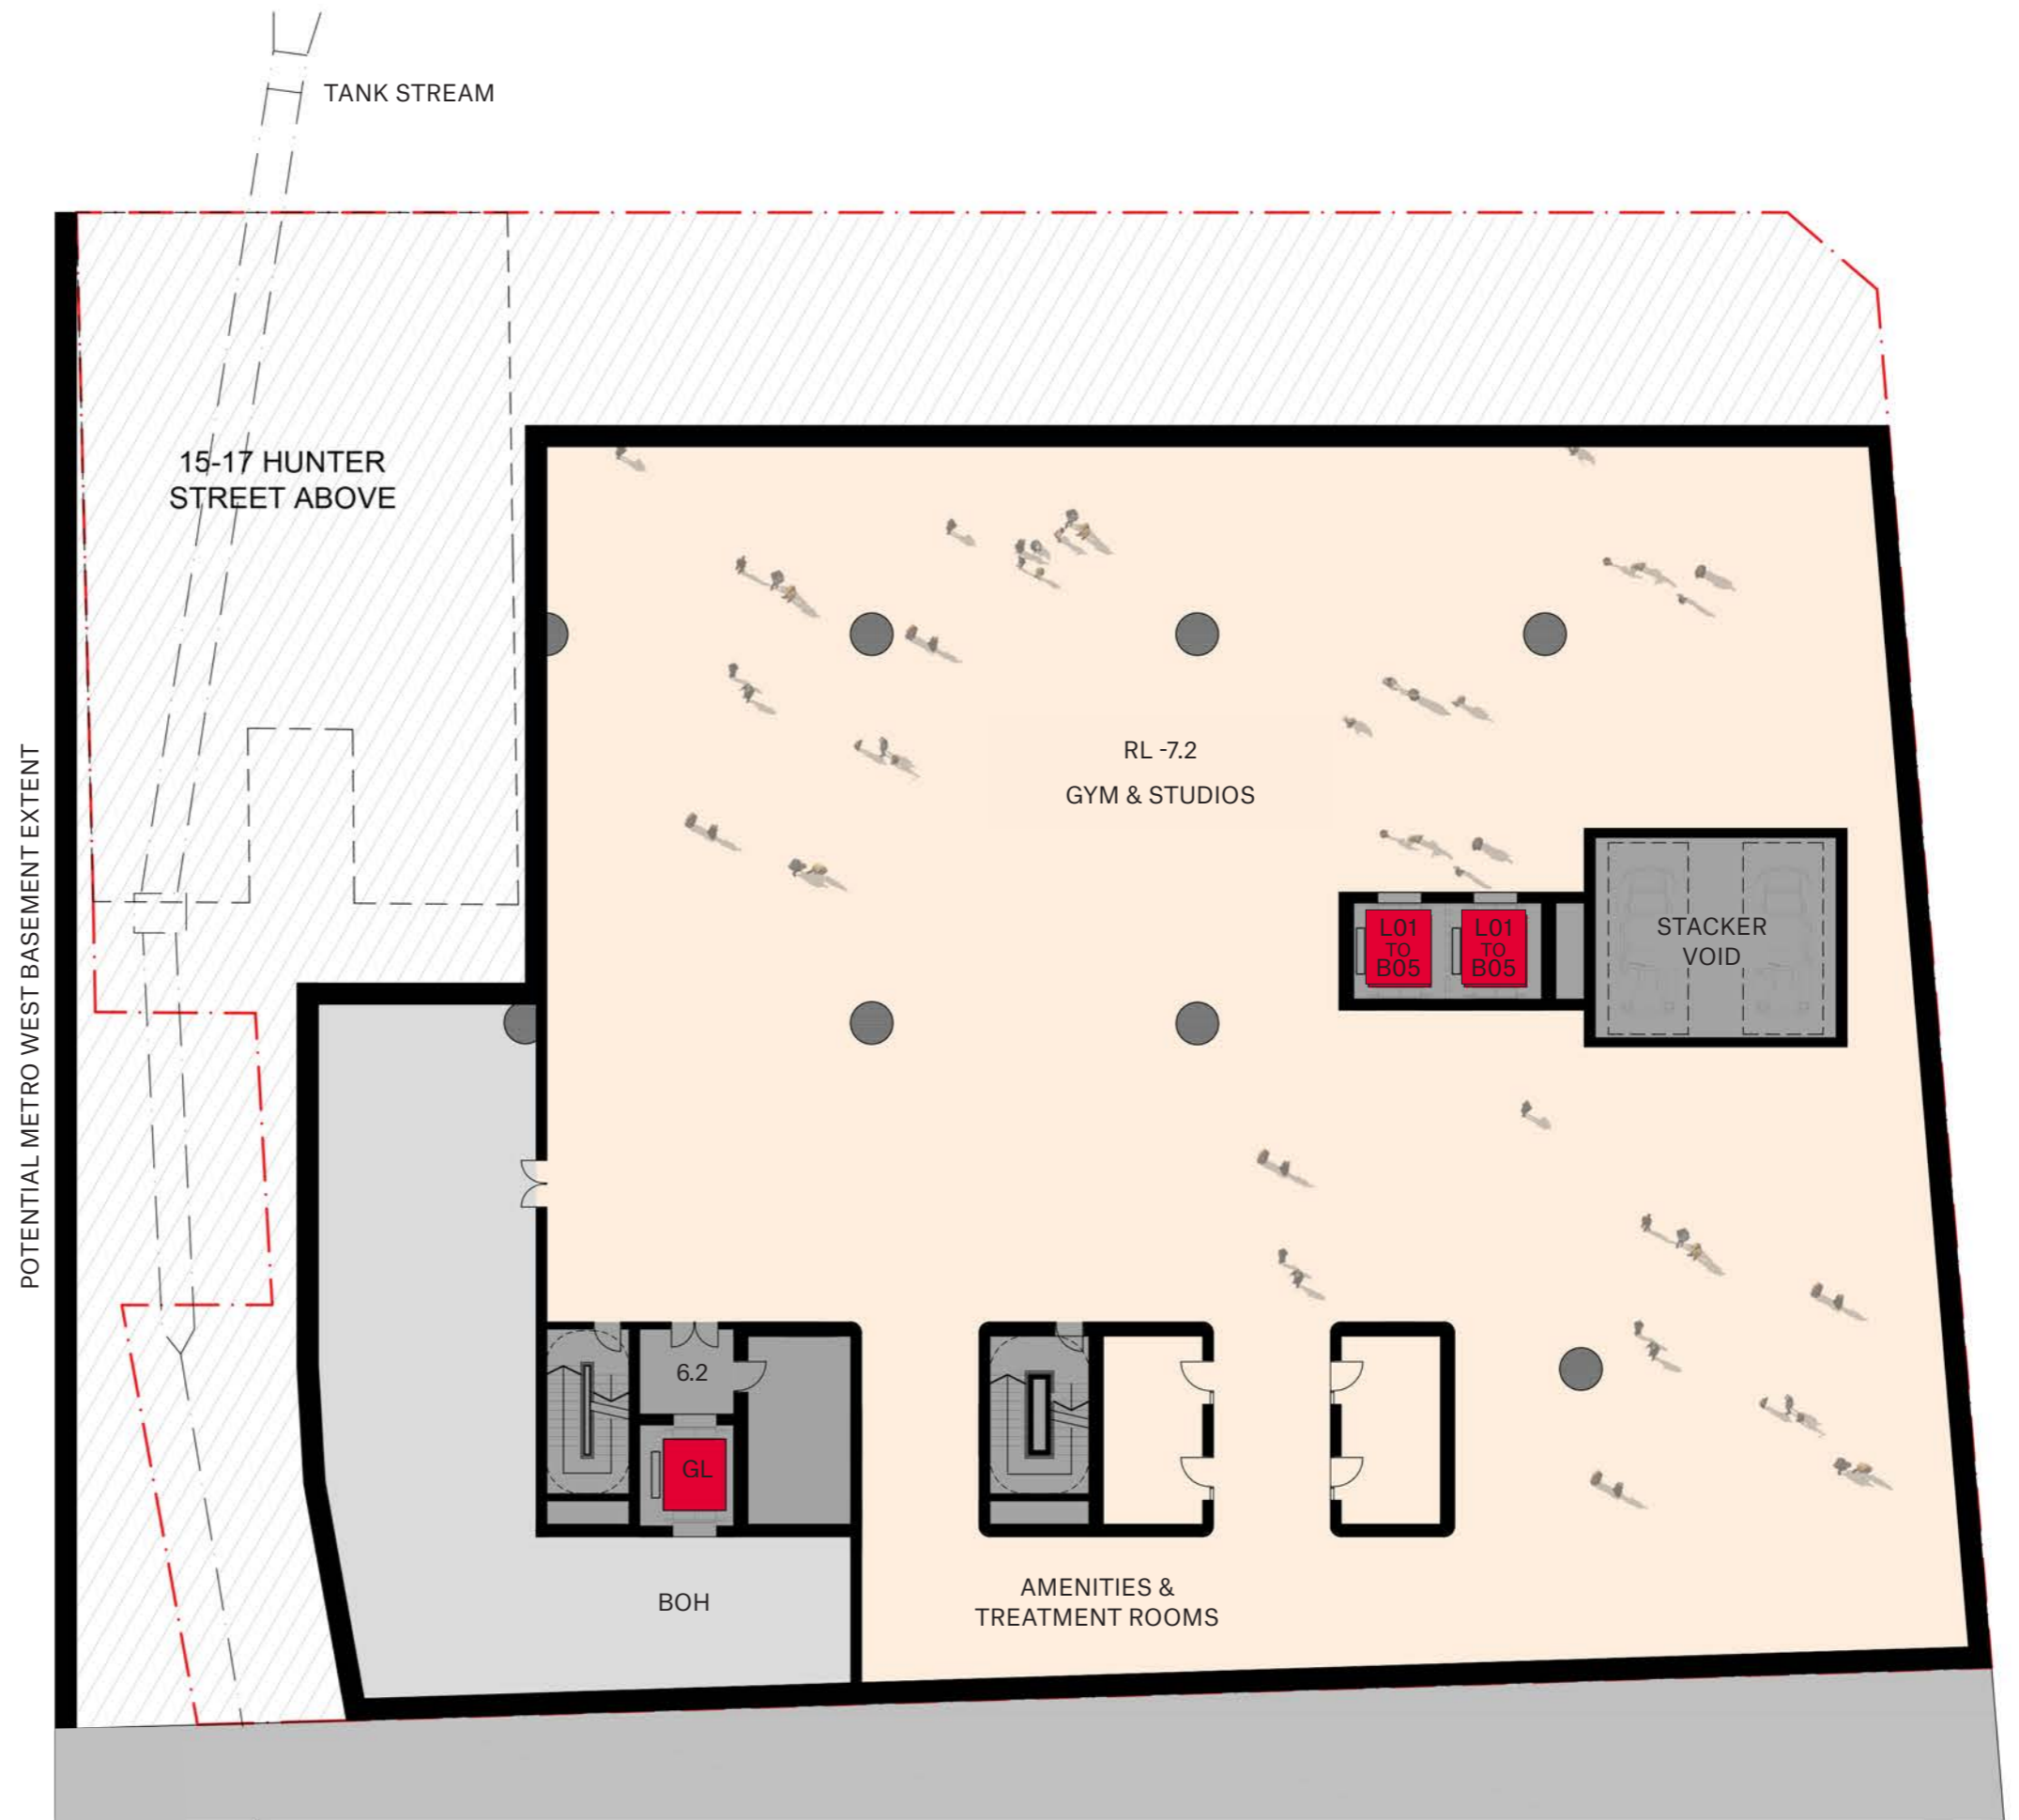 TANK STREAM
15-17 HUNTER
STREET ABOVE
POTENTIAL METRO WEST BASEMENT EXTENT
RL -7.2
GYM & STUDIOS
L01
TO
B05
L01
TO
B05
STACKER
VOID
6.2
GL
BOH
AMENITIES &
TREATMENT ROOMS